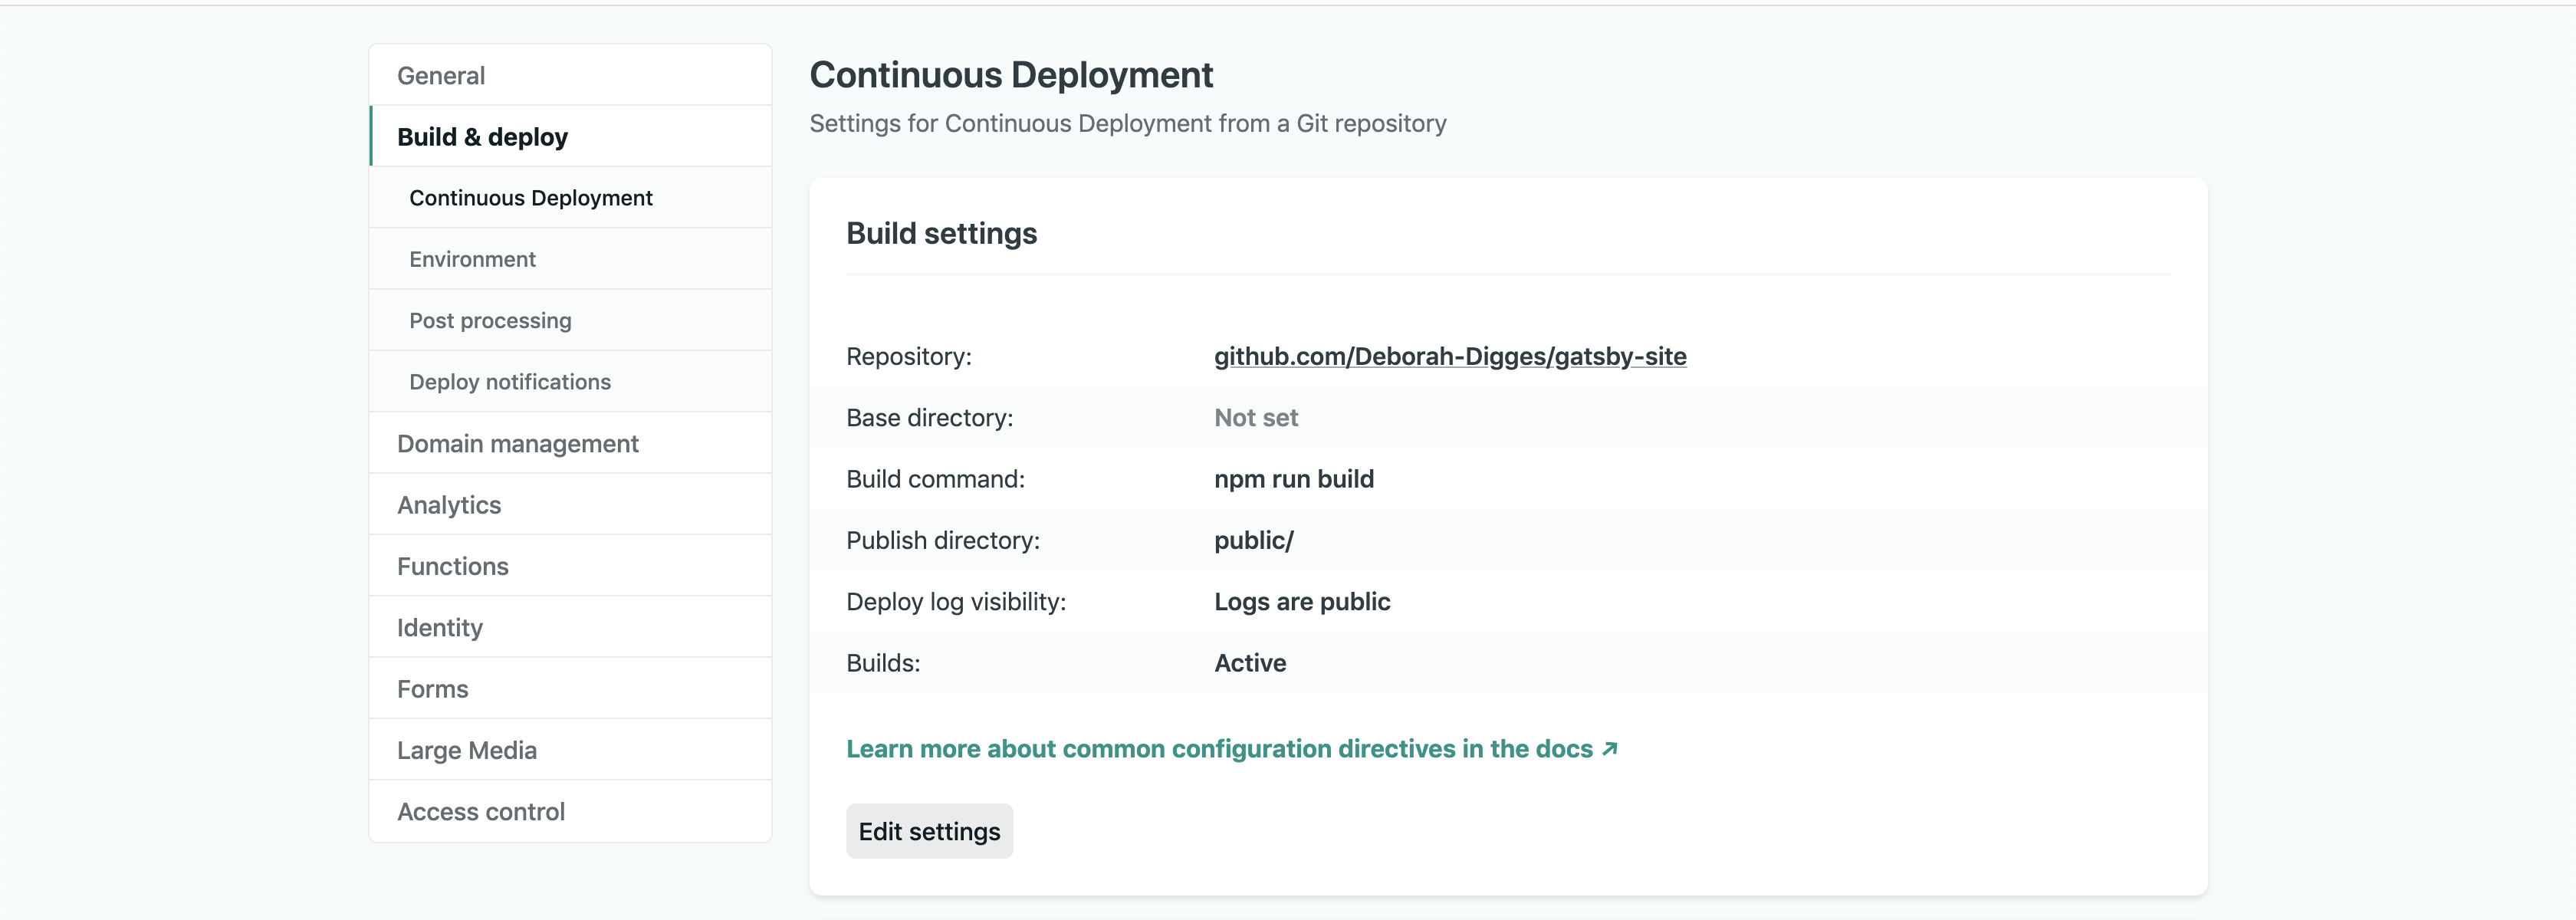 General
Build & deploy
Continuous Deployment
Environment
Post processing
Deploy notifications
Domain management
Analytics
Functions
Identity
Forms
Large Media
Access control
Continuous Deployment
Settings for Continuous Deployment from a Git repository
Build settings
Repository: github.com/Deborah-Digges/gatsby-site
Base directory: Not set
Build command: npm run build
Publish directory: public/
Deploy log visibility: Logs are public
Builds: Active
Learn more about common configuration directives in the docs ↗
Edit settings